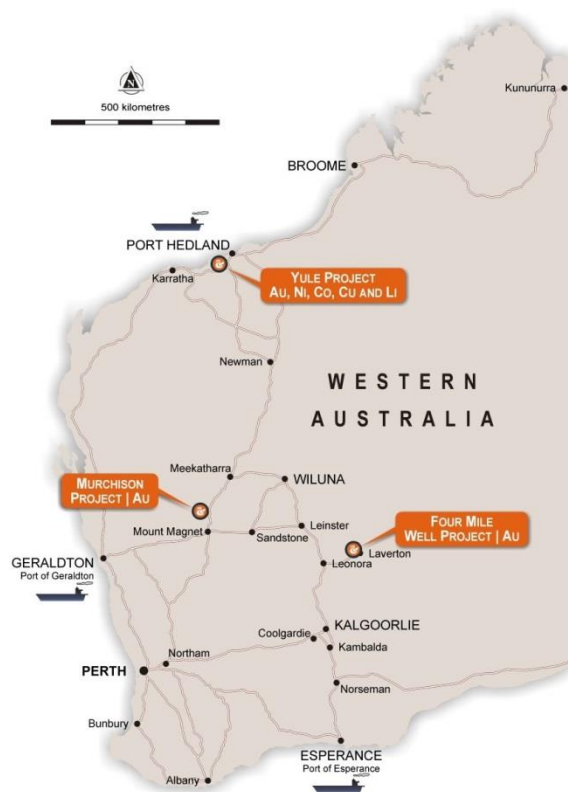 N
500 kilometres
Kununurra
BROOME
PORT HEDLAND
Karratha
YULE PROJECT
AU, NI, CO, CU AND LI
Newman
WESTERN
AUSTRALIA
Meekatharra
WILUNA
MURCHISON
PROJECT | AU
Mount Magnet
Sandstone
Leinster
FOUR MILE
WELL PROJECT | AU
Laverton
Leonora
GERALDTON
Port of Geraldton
KALGOORLIE
Coolgardie
Kambalda
Northam
PERTH
Norseman
Bunbury
ESPERANCE
Port of Esperance
Albany